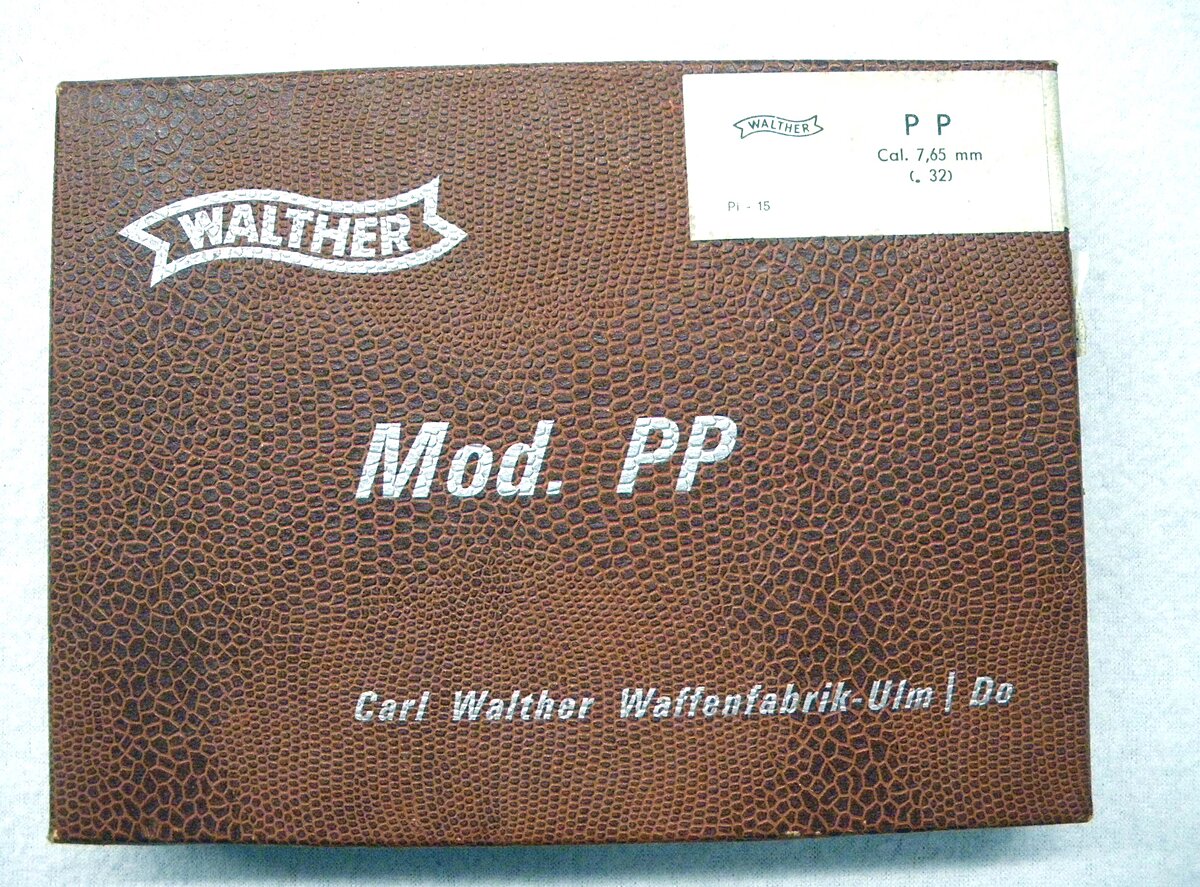 WALTHER
P P
Cal. 7,65 mm
(. 32)
Pi - 15
WALTHER
Mod. PP
Carl Walther Waffenfabrik-Ulm | Do